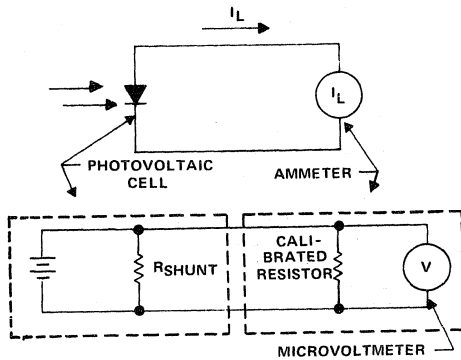 IL
IL
PHOTOVOLTAIC
CELL
AMMETER
RSHUNT
CALI-
BRATED
RESISTOR
V
MICROVOLTMETER